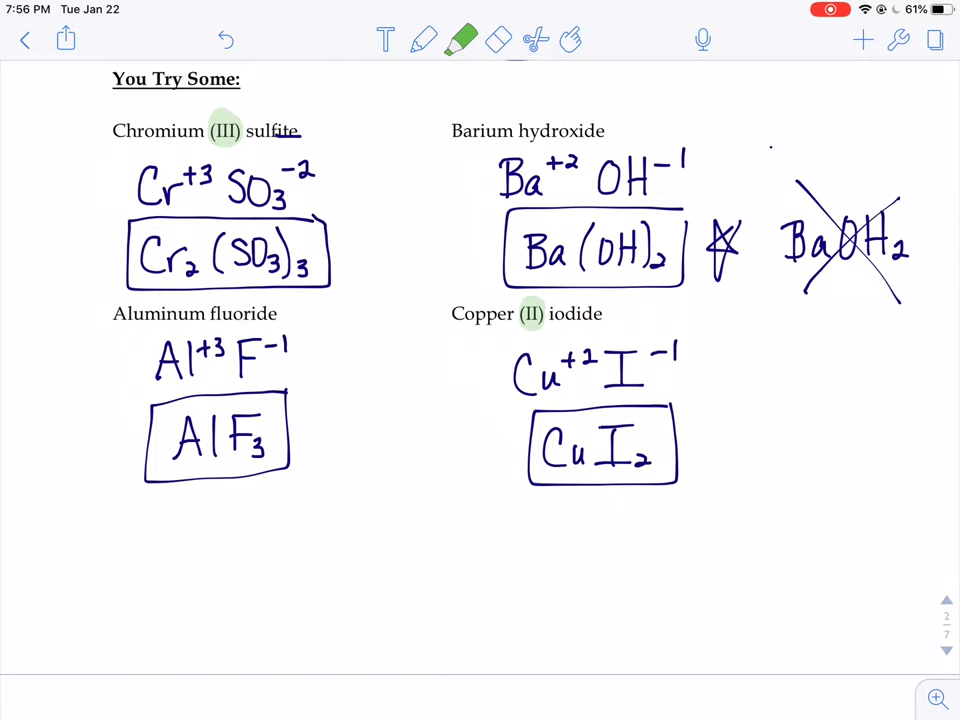 7:56 PM Tue Jan 22 61%
You Try Some:
Chromium (III) sulfite
Cr+3 SO3-2
Cr2(SO3)3
Barium hydroxide
Ba+2 OH-1
Ba(OH)2 BaOH2
Aluminum fluoride
Al+3 F-1
AlF3
Copper (II) iodide
Cu+2 I-1
CuI2
2
7